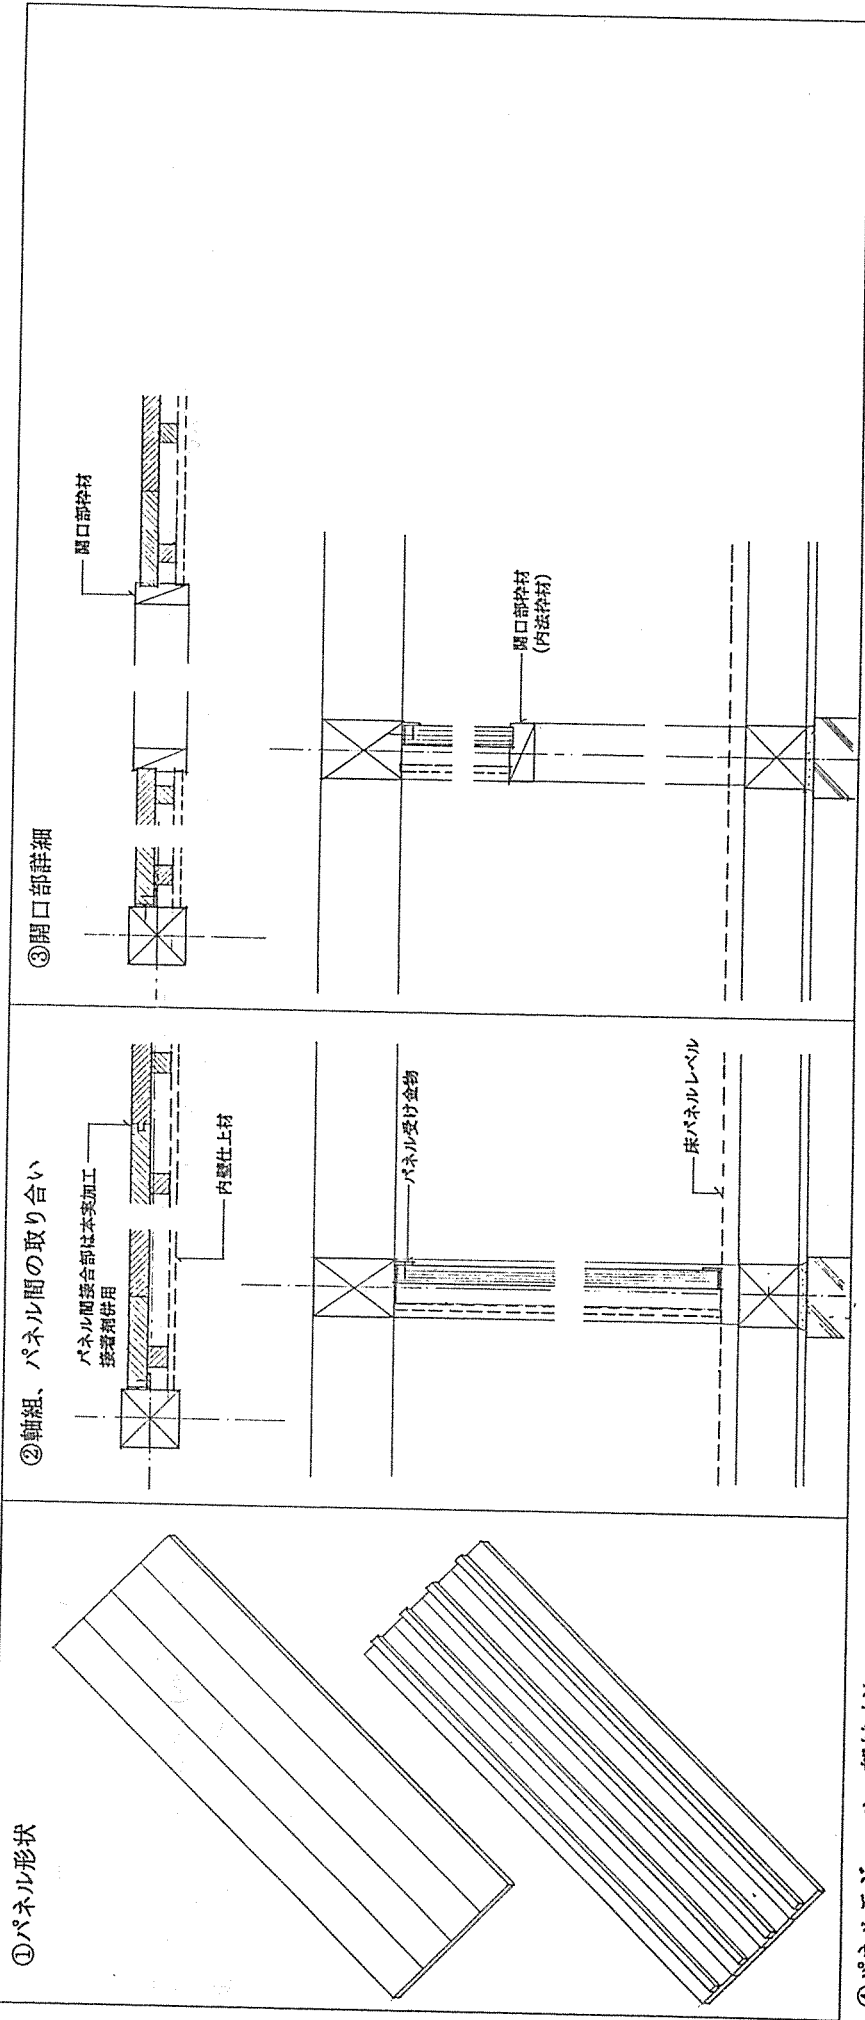 ①パネル形状
②軸組、パネル間の取り合い
パネル間接合部は本実加工
接着剤併用
内壁仕上材
パネル受け金物
床パネルレベル
③開口部詳細
開口部枠材
開口部枠材
(内法枠材)